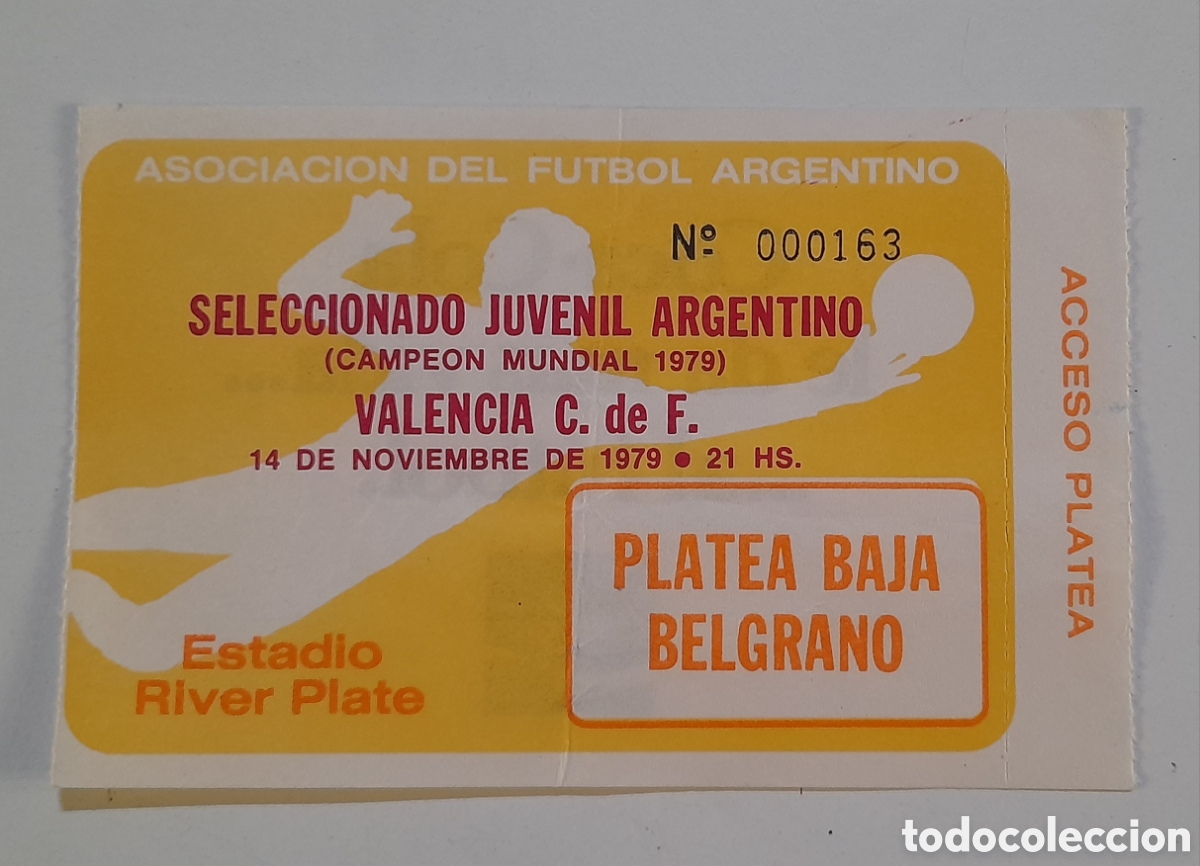 ASOCIACION DEL FUTBOL ARGENTINO
Nº 000163
SELECCIONADO JUVENIL ARGENTINO
(CAMPEON MUNDIAL 1979)
VALENCIA C. de F.
14 DE NOVIEMBRE DE 1979 • 21 HS.
PLATEA BAJA
BELGRANO
Estadio
River Plate
ACCESO PLATEA
todocoleccion